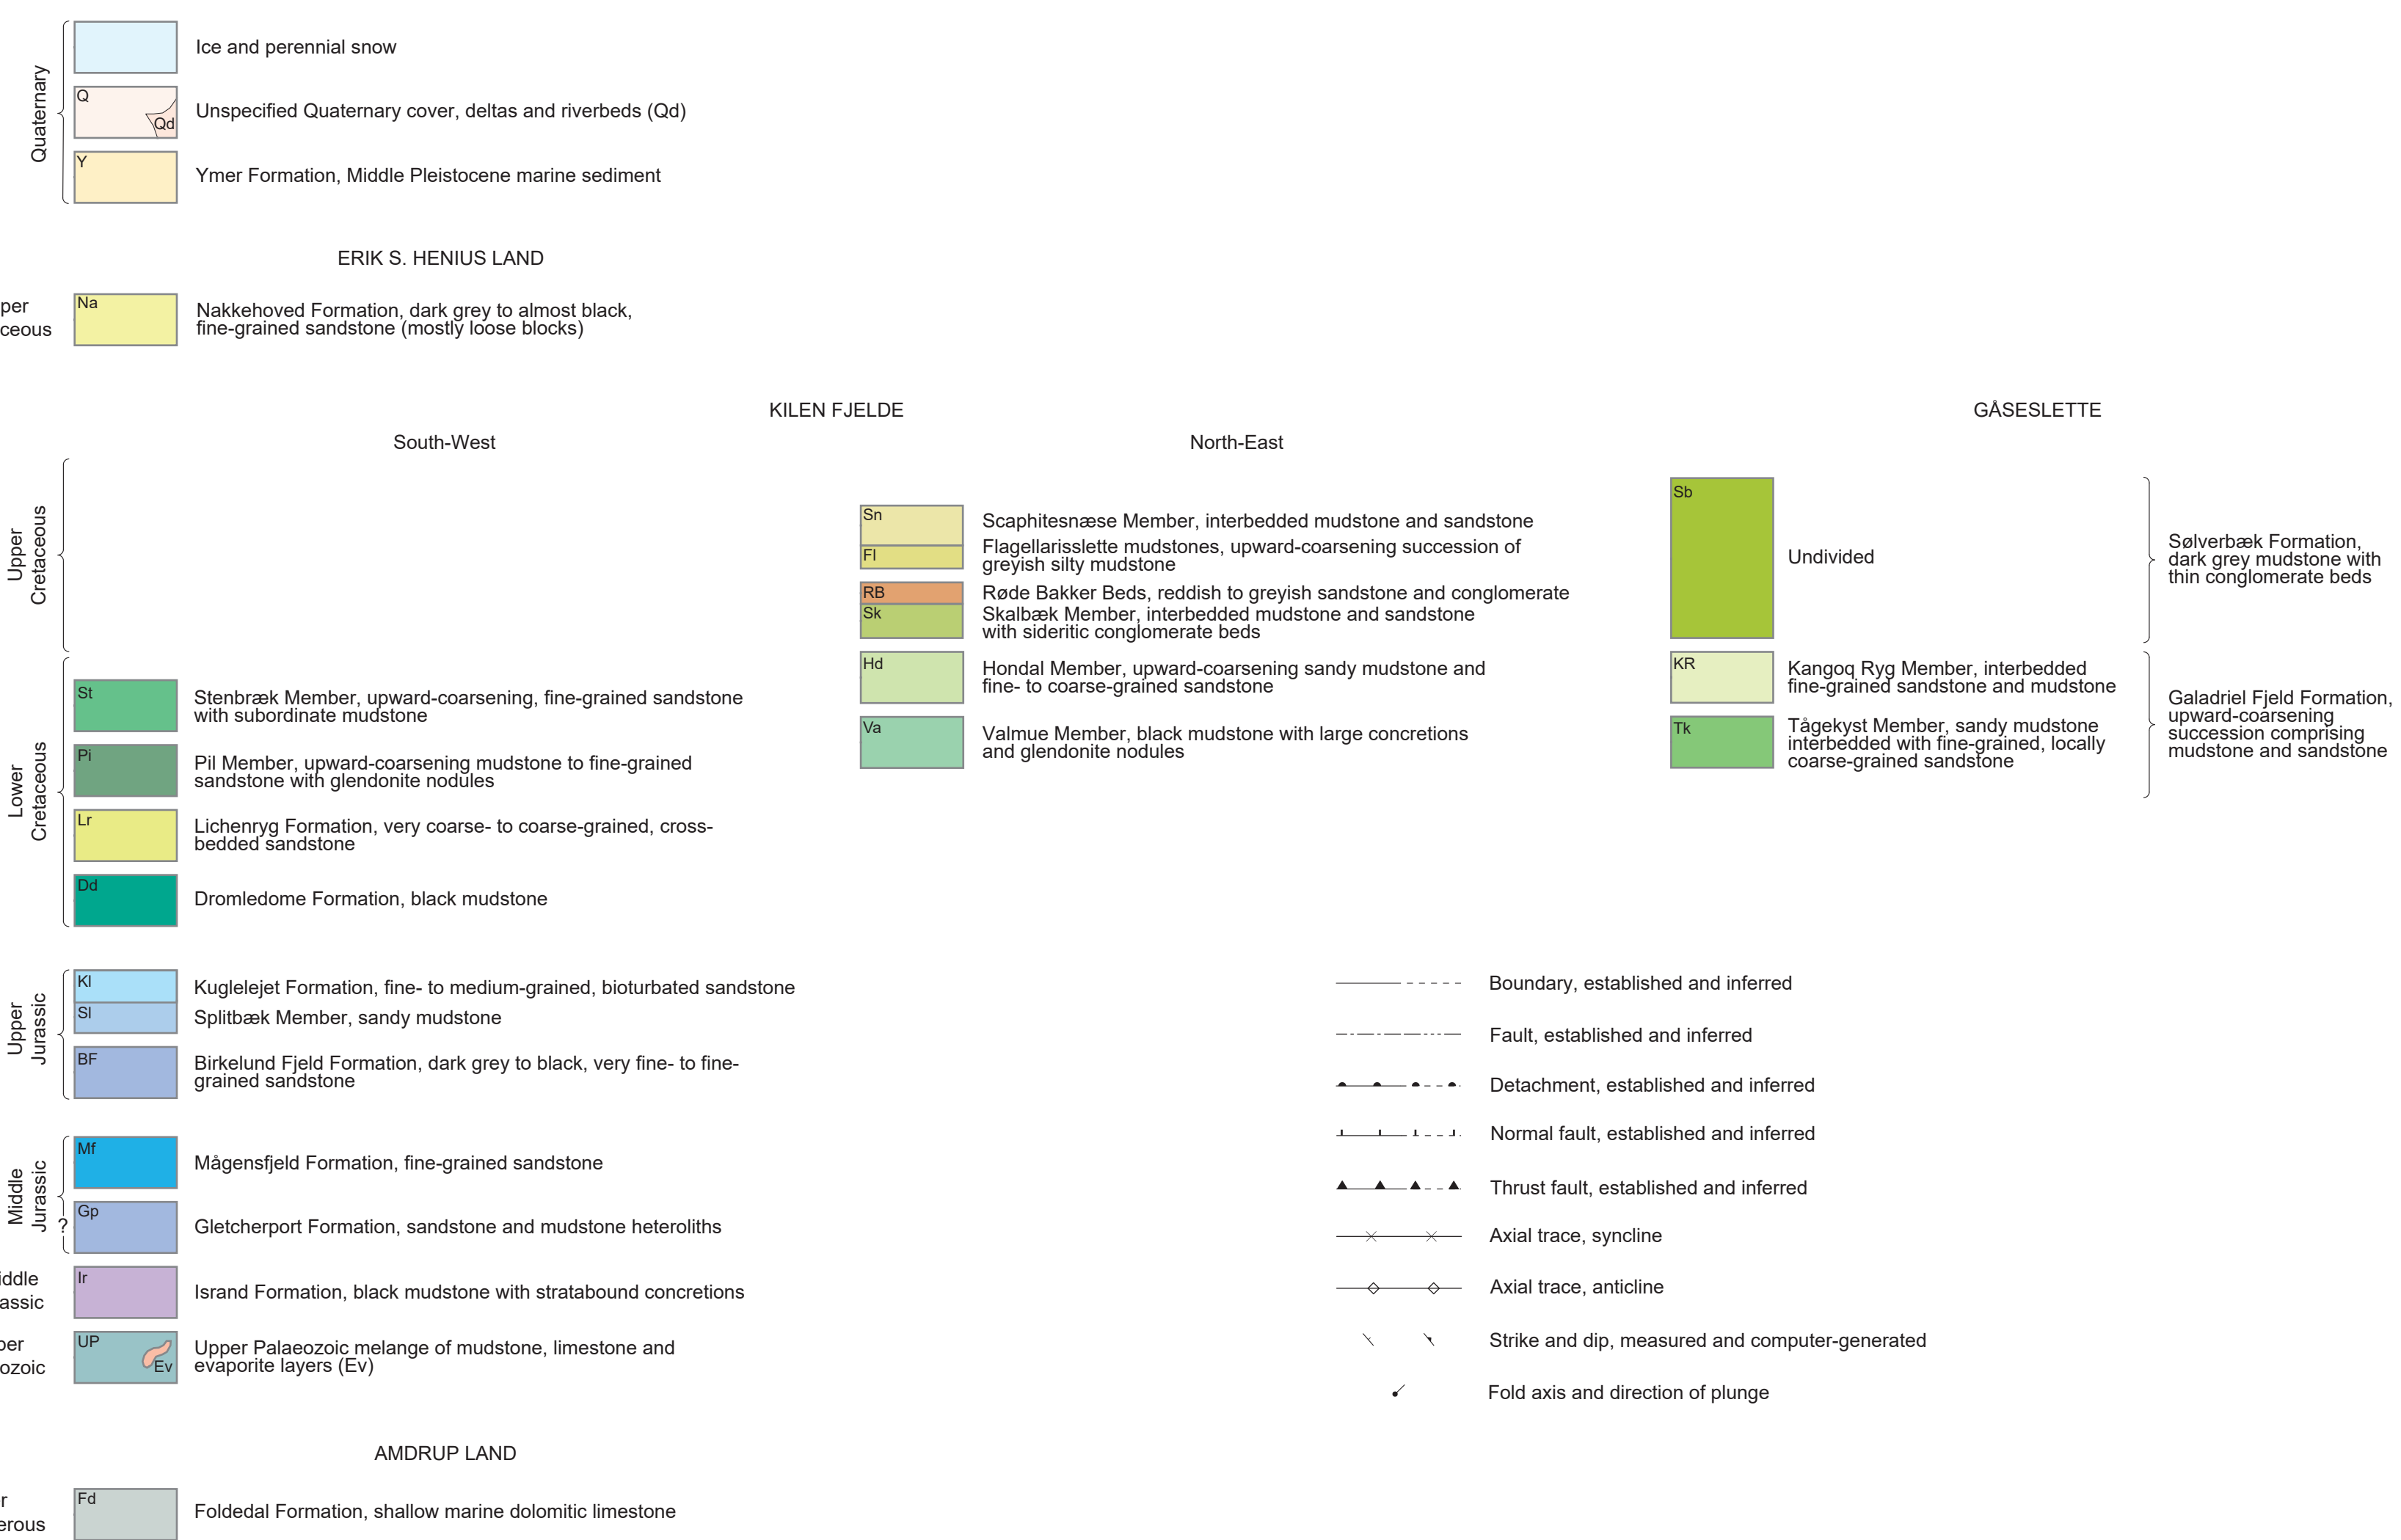 Quaternary
Ice and perennial snow
Q
Qd
Unspecified Quaternary cover, deltas and riverbeds (Qd)
Y
Ymer Formation, Middle Pleistocene marine sediment
ERIK S. HENIUS LAND
per
ceous
Na
Nakkehoved Formation, dark grey to almost black,
fine-grained sandstone (mostly loose blocks)
KILEN FJELDE
GÅSESLETTE
South-West
North-East
Upper
Cretaceous
Sn
Scaphitesnæse Member, interbedded mudstone and sandstone
Fl
Flagellarisslette mudstones, upward-coarsening succession of
greyish silty mudstone
RB
Røde Bakker Beds, reddish to greyish sandstone and conglomerate
Sk
Skalbæk Member, interbedded mudstone and sandstone
with sideritic conglomerate beds
Sb
Undivided
Sølverbæk Formation,
dark grey mudstone with
thin conglomerate beds
Lower
Cretaceous
St
Stenbræk Member, upward-coarsening, fine-grained sandstone
with subordinate mudstone
Pi
Pil Member, upward-coarsening mudstone to fine-grained
sandstone with glendonite nodules
Lr
Lichenryg Formation, very coarse- to coarse-grained, cross-
bedded sandstone
Dd
Dromledome Formation, black mudstone
Hd
Hondal Member, upward-coarsening sandy mudstone and
fine- to coarse-grained sandstone
Va
Valmue Member, black mudstone with large concretions
and glendonite nodules
KR
Kangoq Ryg Member, interbedded
fine-grained sandstone and mudstone
Tk
Tågekyst Member, sandy mudstone
interbedded with fine-grained, locally
coarse-grained sandstone
Galadriel Fjeld Formation,
upward-coarsening
succession comprising
mudstone and sandstone
Upper
Jurassic
Kl
Kuglelejet Formation, fine- to medium-grained, bioturbated sandstone
Sl
Splitbæk Member, sandy mudstone
BF
Birkelund Fjeld Formation, dark grey to black, very fine- to fine-
grained sandstone
Middle
Jurassic
?
Mf
Mågensfjeld Formation, fine-grained sandstone
Gp
Gletcherport Formation, sandstone and mudstone heteroliths
iddle
assic
Ir
Isrand Formation, black mudstone with stratabound concretions
per
ozoic
UP
Ev
Upper Palaeozoic melange of mudstone, limestone and
evaporite layers (Ev)
Boundary, established and inferred
Fault, established and inferred
Detachment, established and inferred
Normal fault, established and inferred
Thrust fault, established and inferred
Axial trace, syncline
Axial trace, anticline
Strike and dip, measured and computer-generated
Fold axis and direction of plunge
AMDRUP LAND
r
erous
Fd
Foldedal Formation, shallow marine dolomitic limestone